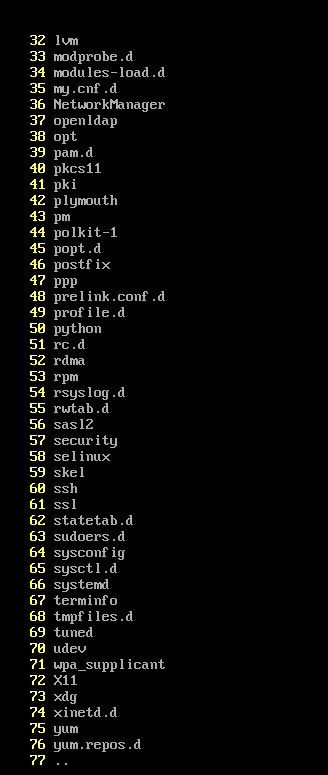 32 lvm
33 modprobe.d
34 modules-load.d
35 my.cnf.d
36 NetworkManager
37 openldap
38 opt
39 pam.d
40 pkcs11
41 pki
42 plymouth
43 pm
44 polkit-1
45 popt.d
46 postfix
47 ppp
48 prelink.conf.d
49 profile.d
50 python
51 rc.d
52 rdma
53 rpm
54 rsyslog.d
55 rwtab.d
56 sasl2
57 security
58 selinux
59 skel
60 ssh
61 ssl
62 statetab.d
63 sudoers.d
64 sysconfig
65 sysctl.d
66 systemd
67 terminfo
68 tmpfiles.d
69 tuned
70 udev
71 wpa_supplicant
72 X11
73 xdg
74 xinetd.d
75 yum
76 yum.repos.d
77 ..